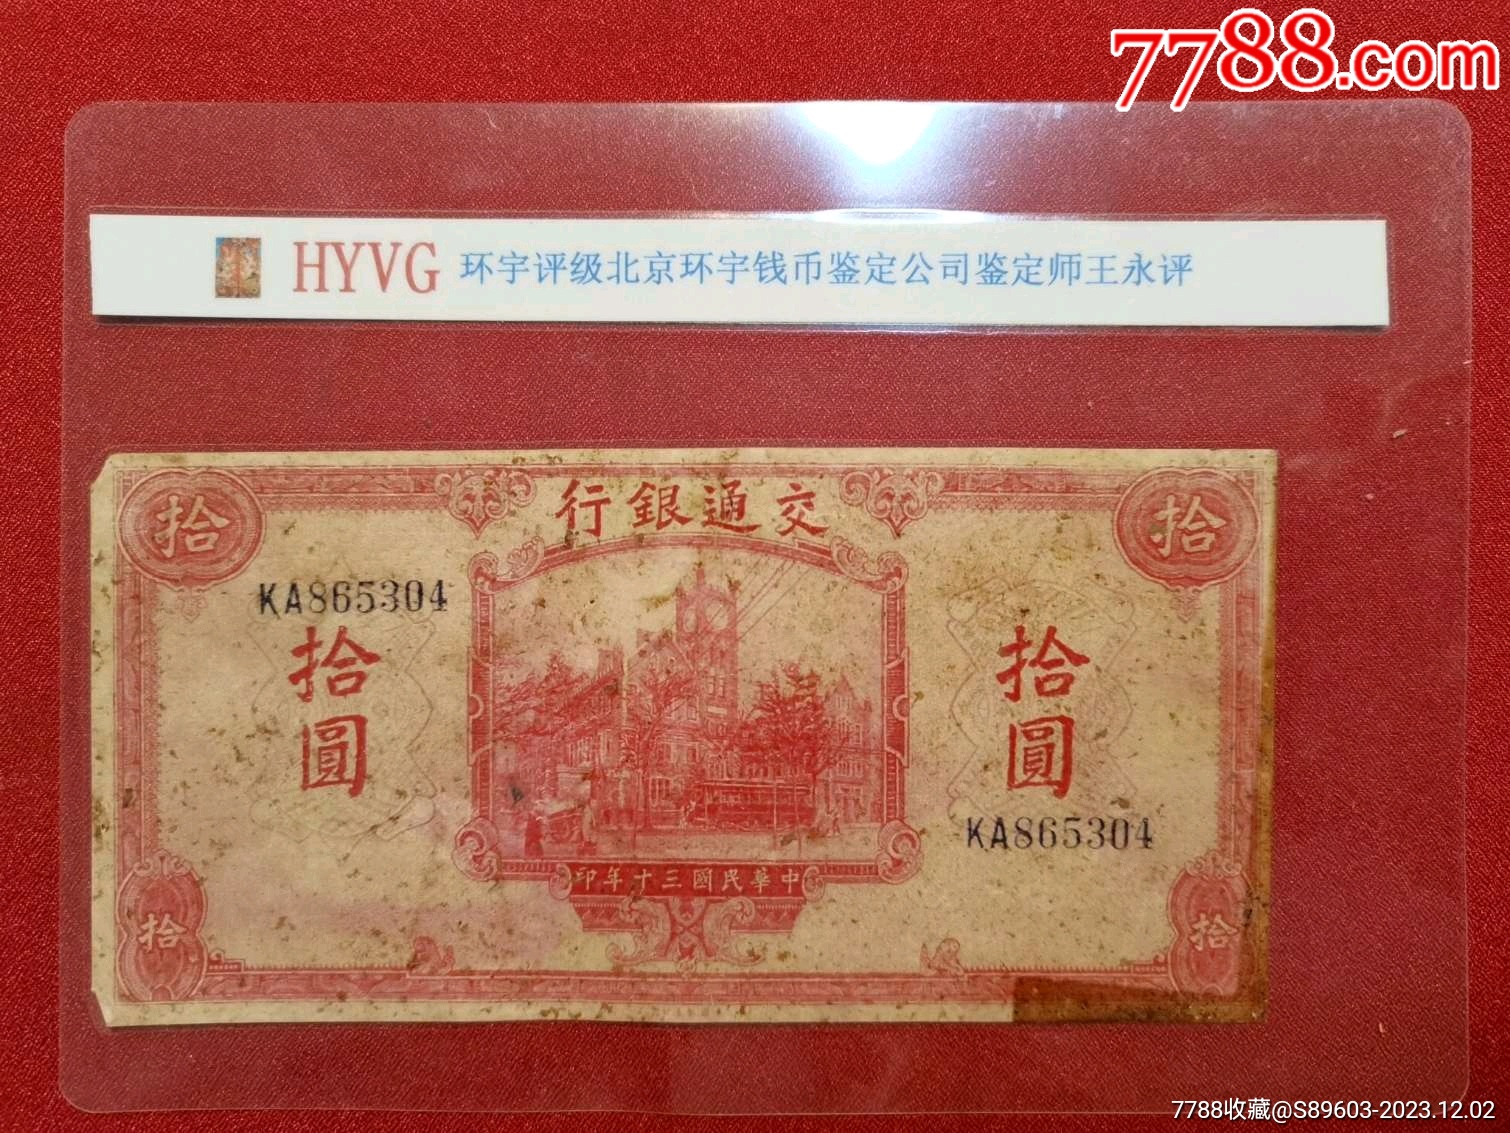 7788.com
HYVG 环宇评级北京环宇钱币鉴定公司鉴定师王永评
行銀通交
拾
拾
KA865304
拾圓
拾圓
KA865304
印年十三國民華中
拾
拾
7788收藏@S89603-2023.12.02